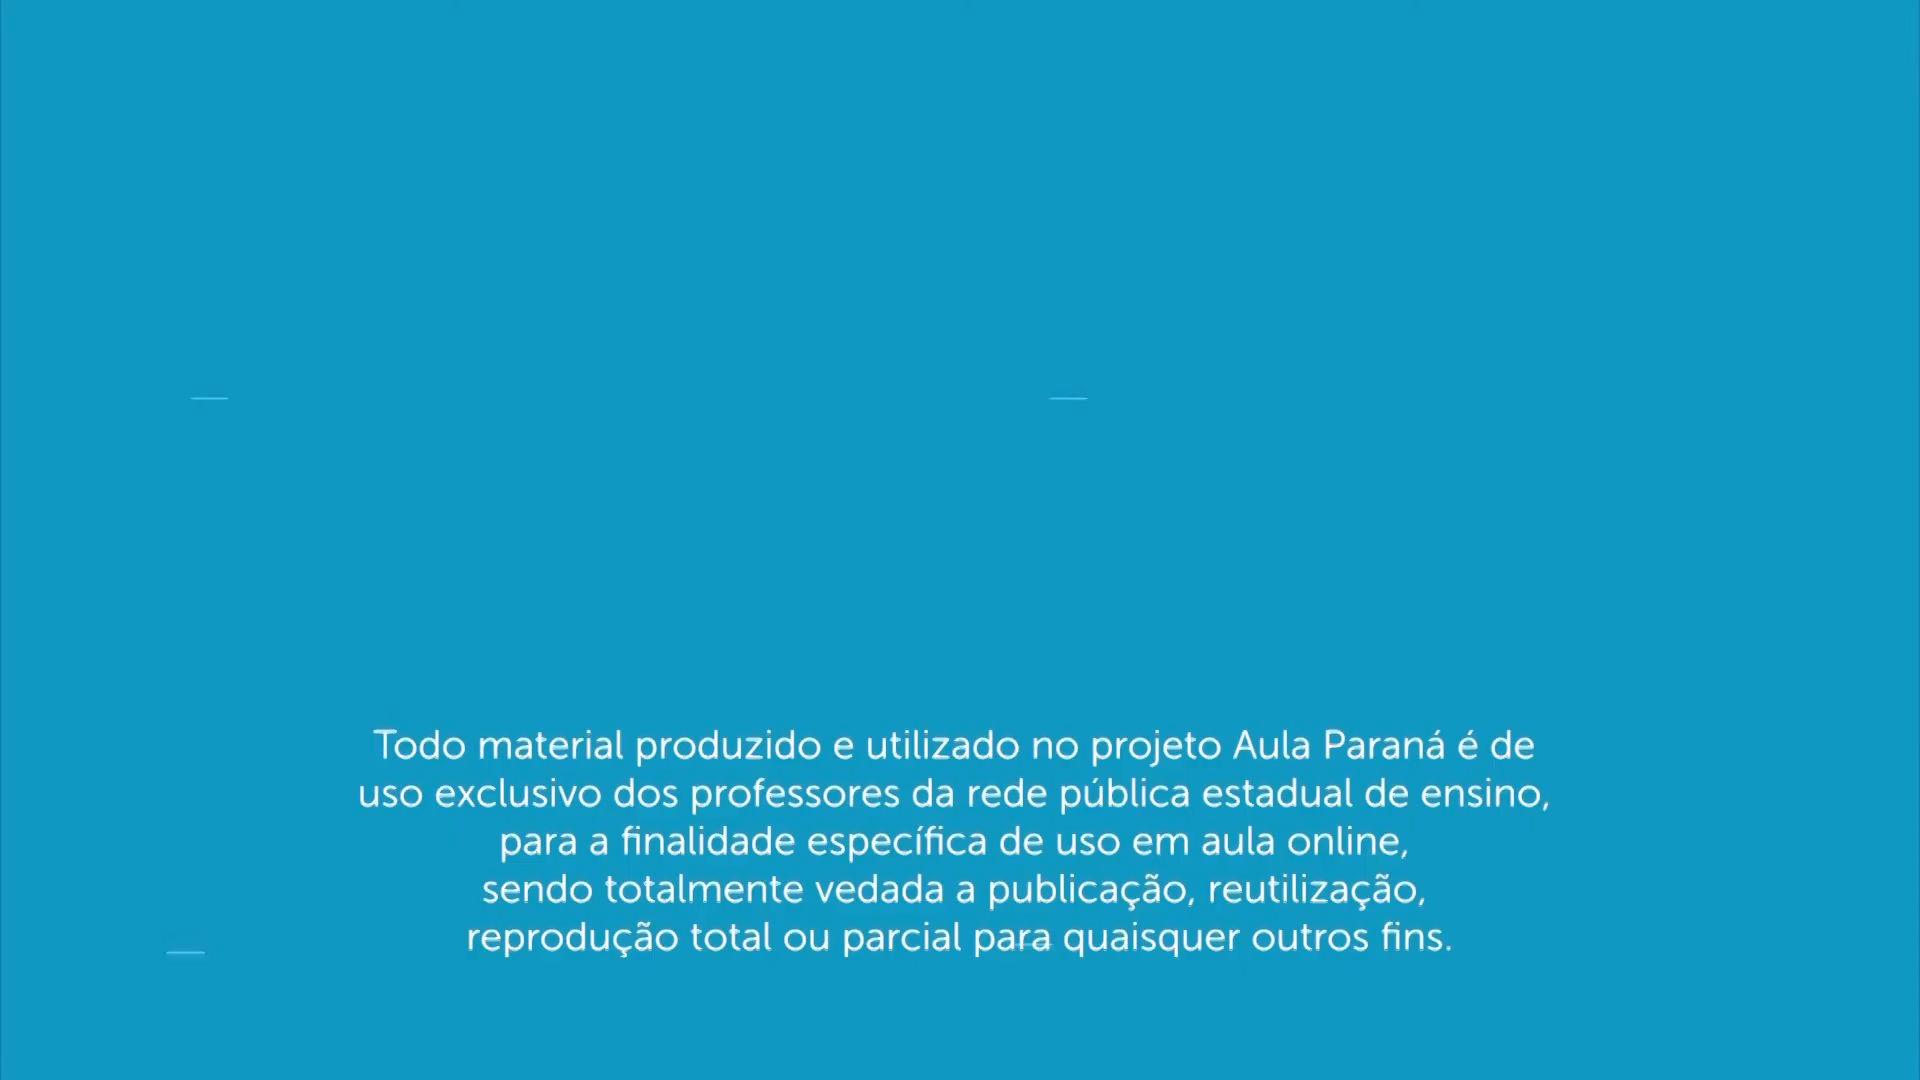 Todo material produzido e utilizado no projeto Aula Paraná é de
uso exclusivo dos professores da rede pública estadual de ensino,
para a finalidade específica de uso em aula online,
sendo totalmente vedada a publicação, reutilização,
reprodução total ou parcial para quaisquer outros fins.